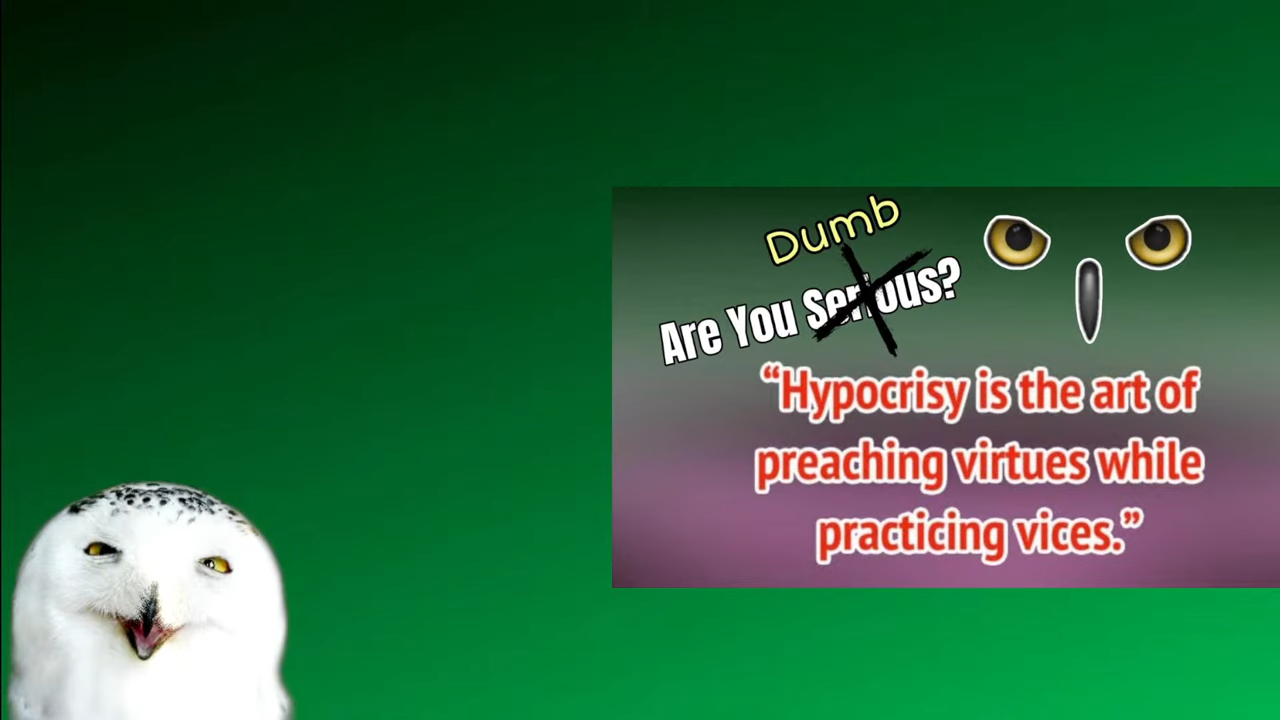 Dumb
Are You Serious?
“Hypocrisy is the art of
preaching virtues while
practicing vices.”